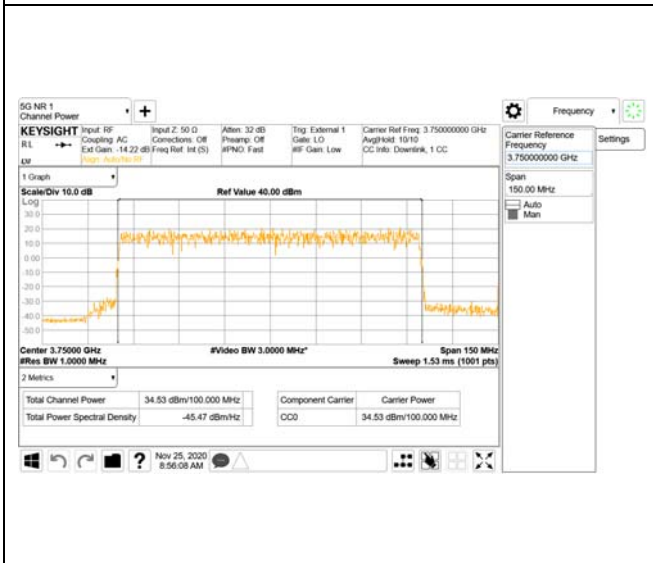 5G NR 1
Channel Power
Frequency
KEYSIGHT
RL
Input: RF
Coupling: AC
Ext Gain: -14.22 dB
Align: Auto/No RF
Input Z: 50 Ω
Corrections: Off
Freq Ref: Int (S)
Atten: 32 dB
Preamp: Off
#PNO: Fast
Trig: External 1
Gate: LO
#IF Gain: Low
Carrier Ref Freq: 3.750000000 GHz
Avg|Hold: 10/10
CC Info: Downlink, 1 CC
Carrier Reference
Frequency
3.750000000 GHz
Settings
Span
150.00 MHz
Auto
Man
1 Graph
Scale/Div 10.0 dB
Ref Value 40.00 dBm
Log
30.0
20.0
10.0
0.00
-10.0
-20.0
-30.0
-40.0
-50.0
Center 3.75000 GHz
#Video BW 3.0000 MHz*
Span 150 MHz
#Res BW 1.0000 MHz
Sweep 1.53 ms (1001 pts)
2 Metrics
Total Channel Power 34.53 dBm/100.000 MHz
Total Power Spectral Density -45.47 dBm/Hz
Component Carrier Carrier Power
CC0 34.53 dBm/100.000 MHz
?
Nov 25, 2020
8:56:08 AM